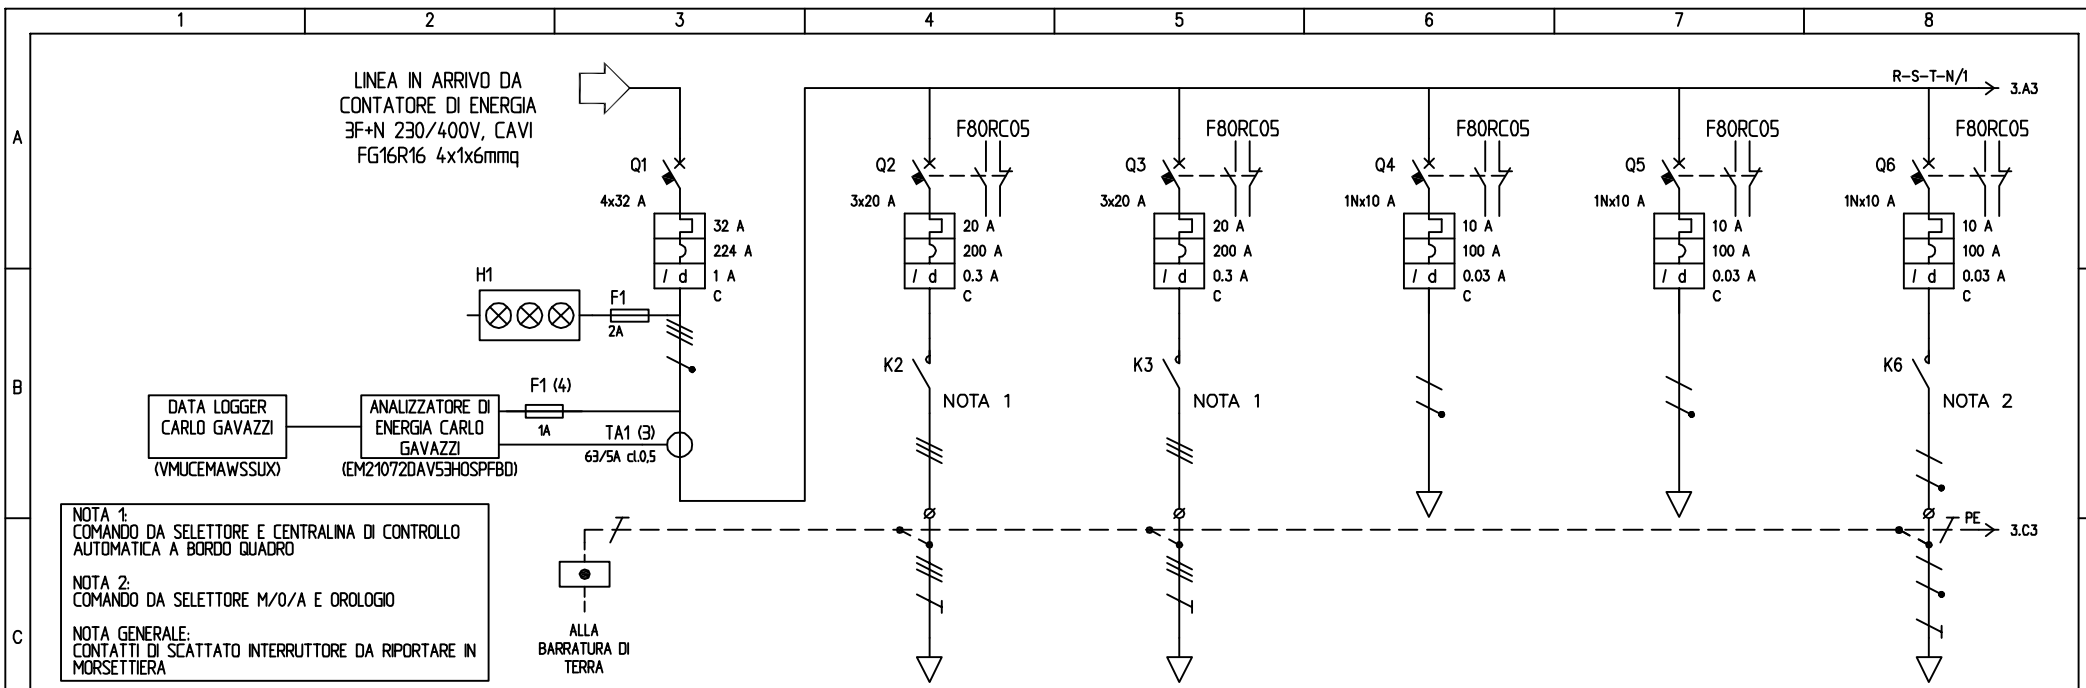 1 2 3 4 5 6 7 8
A
B
C
LINEA IN ARRIVO DA
CONTATORE DI ENERGIA
3F+N 230/400V, CAVI
FG16R16 4x1x6mmq
R-S-T-N/1
3.A3
Q1
4x32 A
32 A
224 A
I d
1 A
C
F80RC05
Q2
3x20 A
20 A
200 A
I d
0.3 A
C
F80RC05
Q3
3x20 A
20 A
200 A
I d
0.3 A
C
F80RC05
Q4
1Nx10 A
10 A
100 A
I d
0.03 A
C
F80RC05
Q5
1Nx10 A
10 A
100 A
I d
0.03 A
C
F80RC05
Q6
1Nx10 A
10 A
100 A
I d
0.03 A
C
H1
F1
2A
K2
NOTA 1
K3
NOTA 1
K6
NOTA 2
DATA LOGGER
CARLO GAVAZZI
(VMUCEMAWSSUX)
ANALIZZATORE DI
ENERGIA CARLO
GAVAZZI
(EM21072DAV53HOSPFBD)
F1 (4)
1A
TA1 (3)
63/5A cl.0,5
NOTA 1:
COMANDO DA SELETTORE E CENTRALINA DI CONTROLLO
AUTOMATICA A BORDO QUADRO
NOTA 2:
COMANDO DA SELETTORE M/0/A E OROLOGIO
NOTA GENERALE:
CONTATTI DI SCATTATO INTERRUTTORE DA RIPORTARE IN
MORSETTIERA
ALLA
BARRATURA DI
TERRA
PE
3.C3